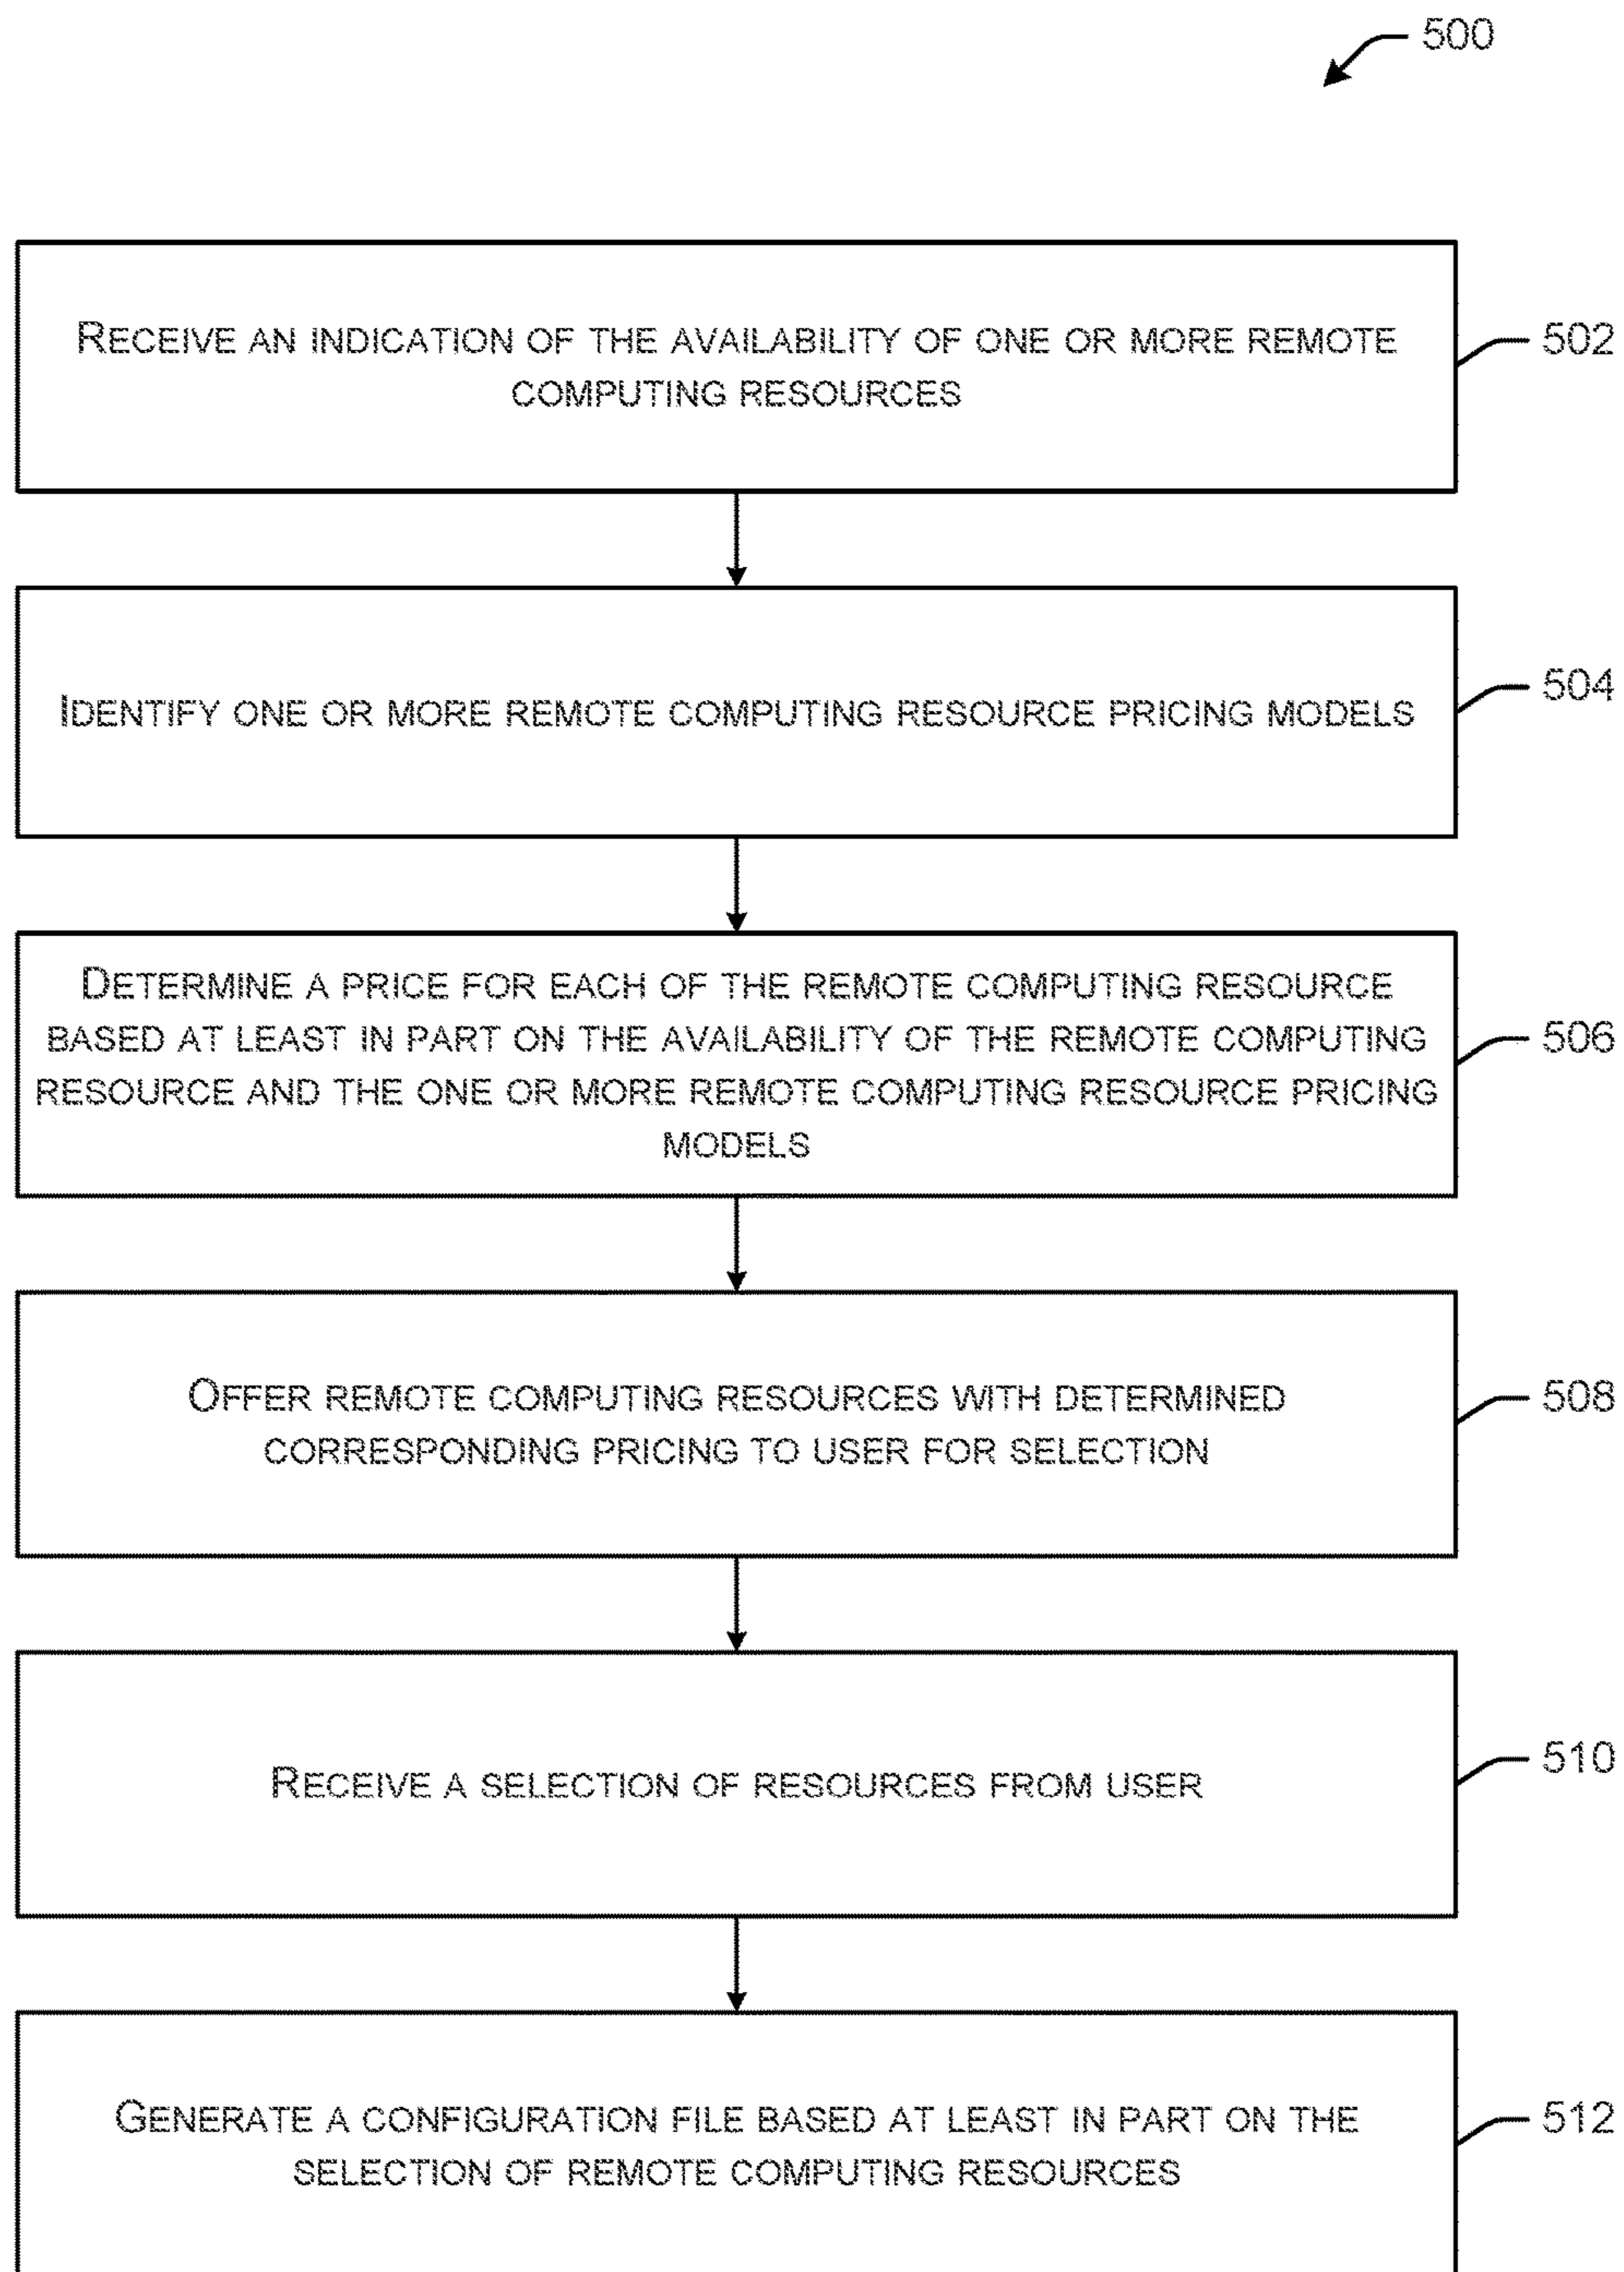 500
RECEIVE AN INDICATION OF THE AVAILABILITY OF ONE OR MORE REMOTE
COMPUTING RESOURCES
502
IDENTIFY ONE OR MORE REMOTE COMPUTING RESOURCE PRICING MODELS
504
DETERMINE A PRICE FOR EACH OF THE REMOTE COMPUTING RESOURCE
BASED AT LEAST IN PART ON THE AVAILABILITY OF THE REMOTE COMPUTING
RESOURCE AND THE ONE OR MORE REMOTE COMPUTING RESOURCE PRICING
MODELS
506
OFFER REMOTE COMPUTING RESOURCES WITH DETERMINED
CORRESPONDING PRICING TO USER FOR SELECTION
508
RECEIVE A SELECTION OF RESOURCES FROM USER
510
GENERATE A CONFIGURATION FILE BASED AT LEAST IN PART ON THE
SELECTION OF REMOTE COMPUTING RESOURCES
512